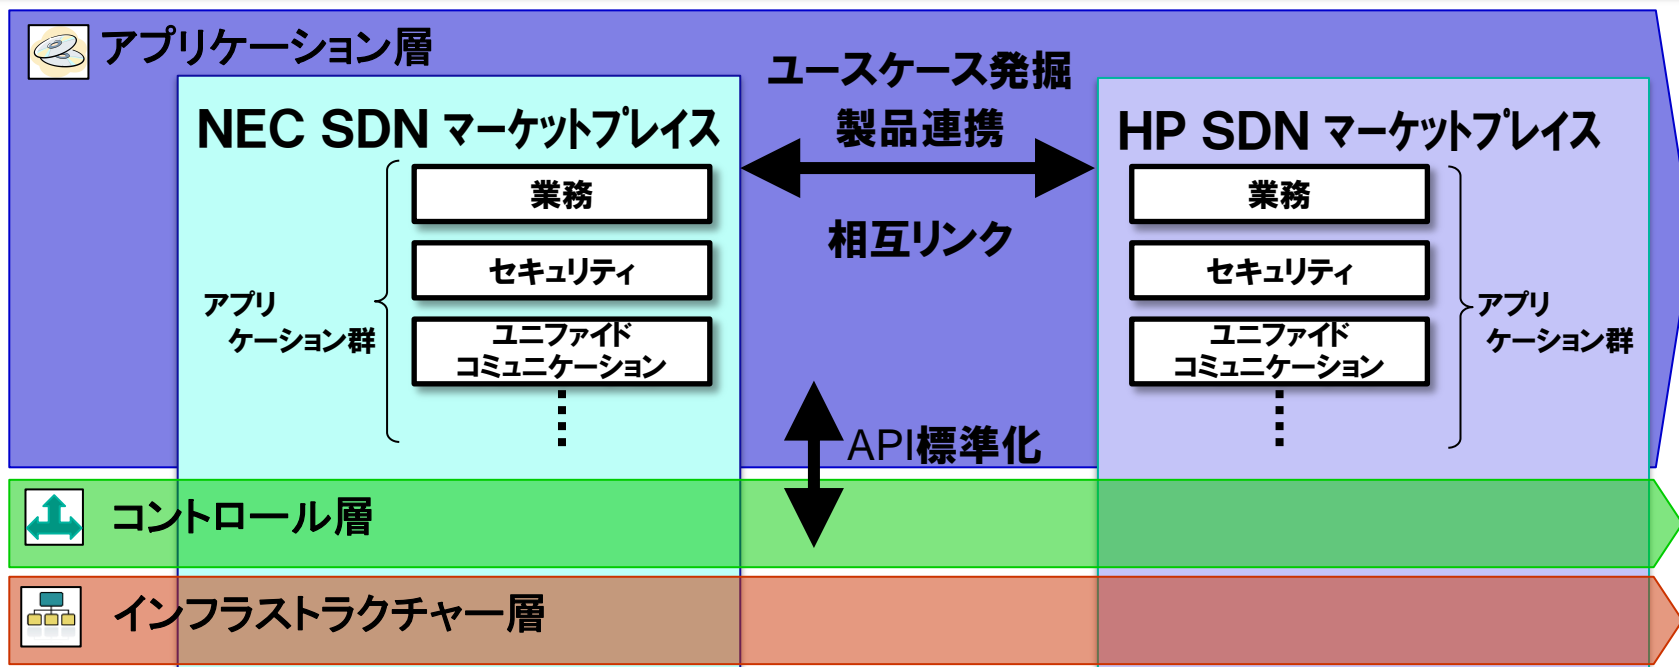 アプリケーション層
NEC SDN マーケットプレイス
業務
セキュリティ
ユニファイド
コミュニケーション
アプリ
ケーション群
ユースケース発掘
製品連携
相互リンク
API標準化
HP SDN マーケットプレイス
業務
セキュリティ
ユニファイド
コミュニケーション
アプリ
ケーション群
コントロール層
インフラストラクチャー層